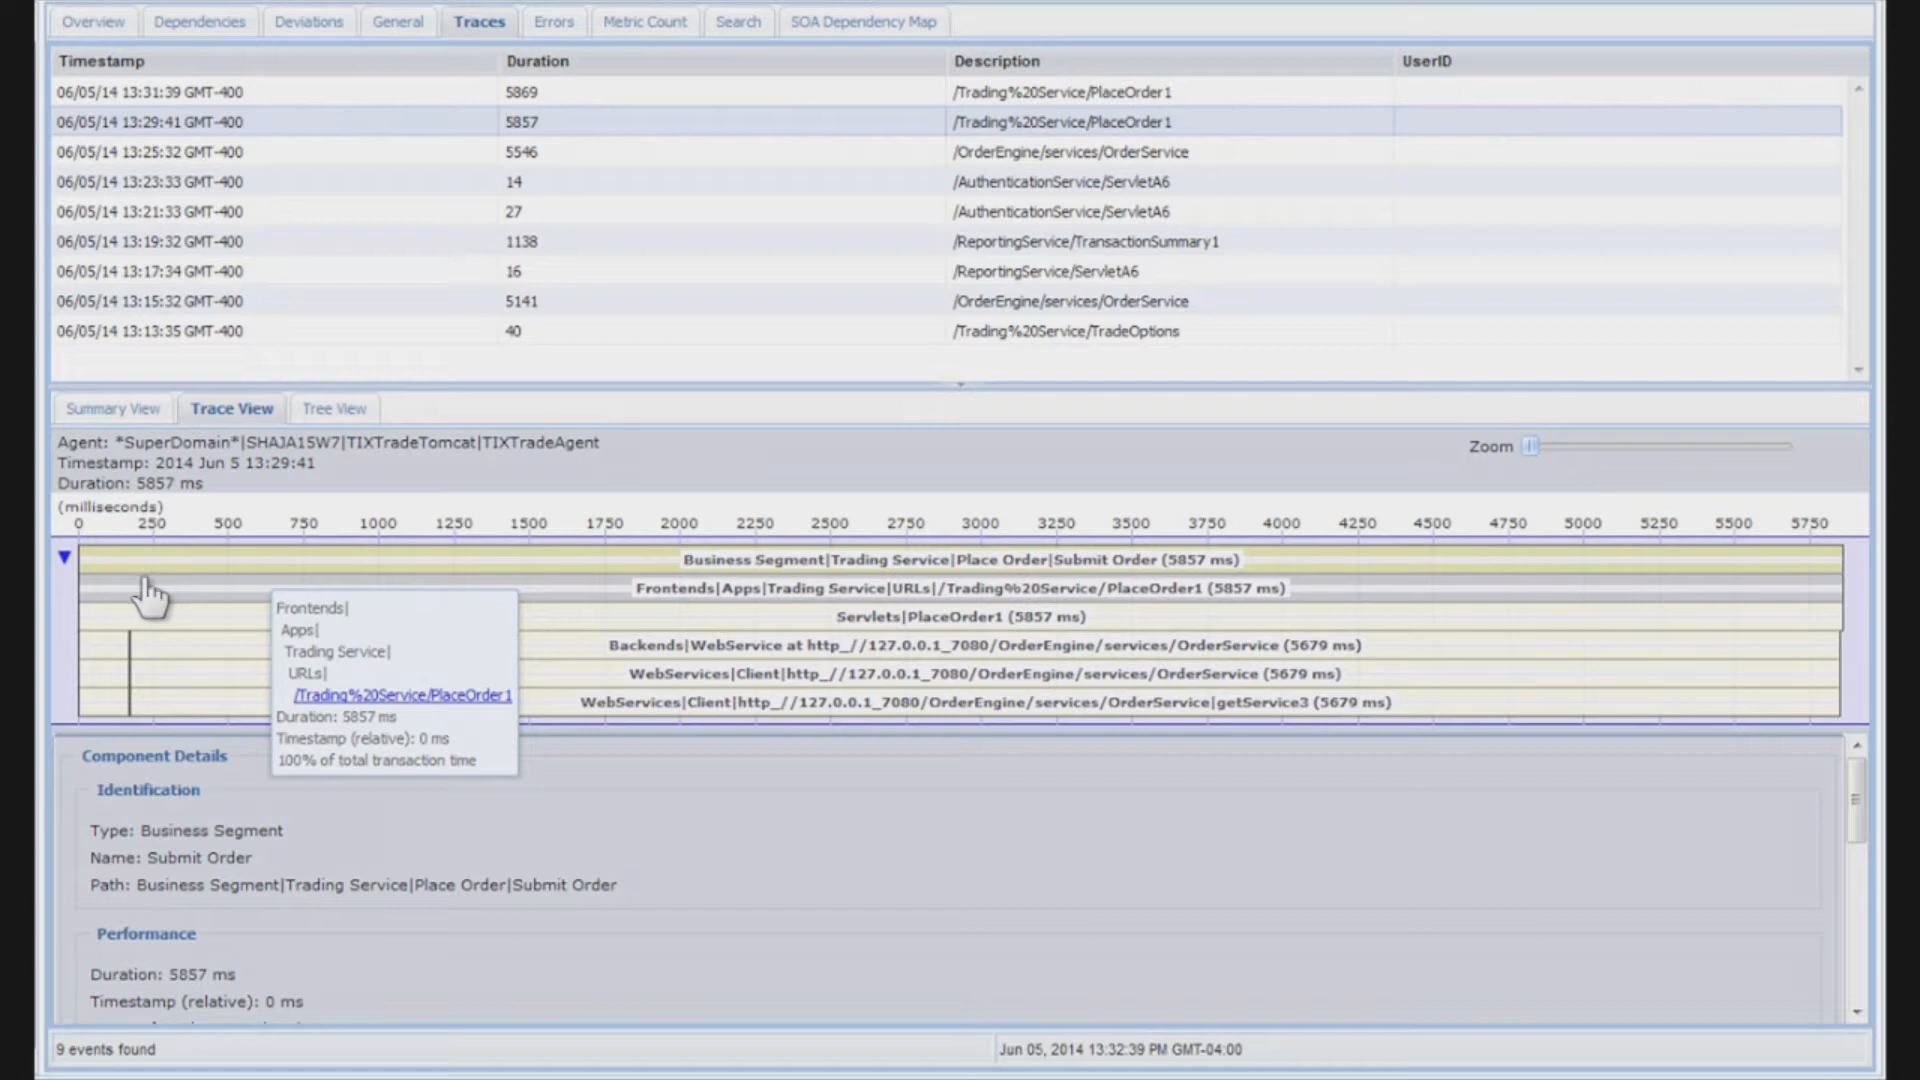 Overview Dependencies Deviations General Traces Errors Metric Count Search SOA Dependency Map
Timestamp Duration Description UserID
06/05/14 13:31:39 GMT-400 5869 /Trading%20Service/PlaceOrder1
06/05/14 13:29:41 GMT-400 5857 /Trading%20Service/PlaceOrder1
06/05/14 13:25:32 GMT-400 5546 /OrderEngine/services/OrderService
06/05/14 13:23:33 GMT-400 14 /AuthenticationService/ServletA6
06/05/14 13:21:33 GMT-400 27 /AuthenticationService/ServletA6
06/05/14 13:19:32 GMT-400 1138 /ReportingService/TransactionSummary1
06/05/14 13:17:34 GMT-400 16 /ReportingService/ServletA6
06/05/14 13:15:32 GMT-400 5141 /OrderEngine/services/OrderService
06/05/14 13:13:35 GMT-400 40 /Trading%20Service/TradeOptions
Summary View Trace View Tree View
Agent: *SuperDomain*|SHAJA15W7|TIXTradeTomcat|TIXTradeAgent
Zoom
Timestamp: 2014 Jun 5 13:29:41
Duration: 5857 ms
(milliseconds)
0 250 500 750 1000 1250 1500 1750 2000 2250 2500 2750 3000 3250 3500 3750 4000 4250 4500 4750 5000 5250 5500 5750
Business Segment|Trading Service|Place Order|Submit Order (5857 ms)
Frontends|Apps|Trading Service|URLs|/Trading%20Service/PlaceOrder1 (5857 ms)
Servlets|PlaceOrder1 (5857 ms)
Backends|WebService at http_//127.0.0.1_7080/OrderEngine/services/OrderService (5679 ms)
WebServices|Client|http_//127.0.0.1_7080/OrderEngine/services/OrderService (5679 ms)
WebServices|Client|http_//127.0.0.1_7080/OrderEngine/services/OrderService|getService3 (5679 ms)
Frontends|
Apps|
Trading Service|
URLs|
/Trading%20Service/PlaceOrder1
Duration: 5857 ms
Timestamp (relative): 0 ms
100% of total transaction time
Component Details
Identification
Type: Business Segment
Name: Submit Order
Path: Business Segment|Trading Service|Place Order|Submit Order
Performance
Duration: 5857 ms
Timestamp (relative): 0 ms
9 events found
Jun 05, 2014 13:32:39 PM GMT-04:00